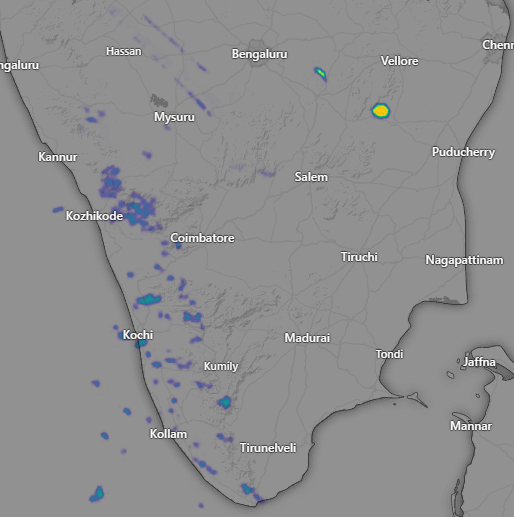 Hassan
Bengaluru
Chenn
ngaluru
Vellore
Mysuru
Kannur
Puducherry
Salem
Kozhikode
Coimbatore
Tiruchi
Nagapattinam
Kochi
Madurai
Tondi
Kumily
Jaffna
Kollam
Mannar
Tirunelveli